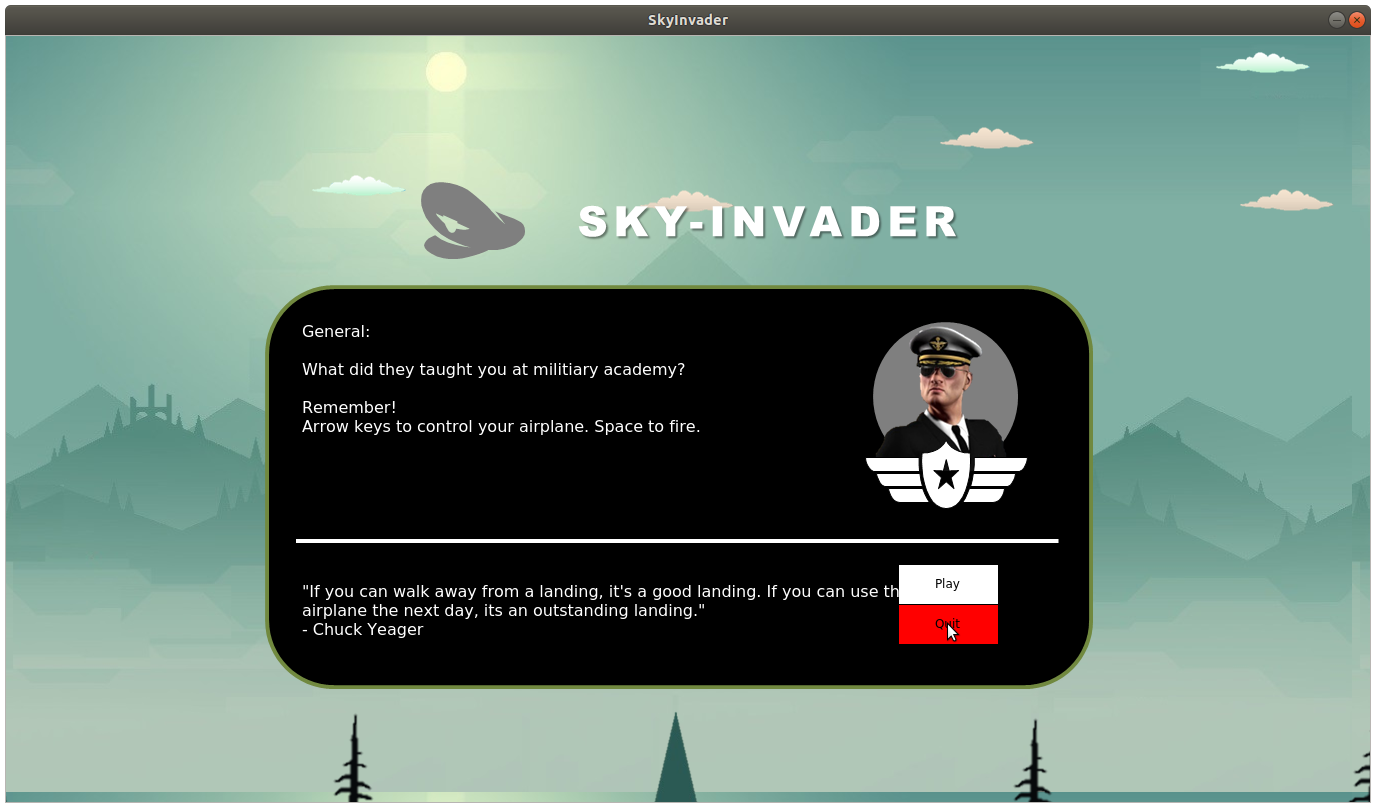 SkyInvader
SKY-INVADER
General:
What did they taught you at militiary academy?
Remember!
Arrow keys to control your airplane. Space to fire.
"If you can walk away from a landing, it's a good landing. If you can use th
airplane the next day, its an outstanding landing."
- Chuck Yeager
Play
Quit